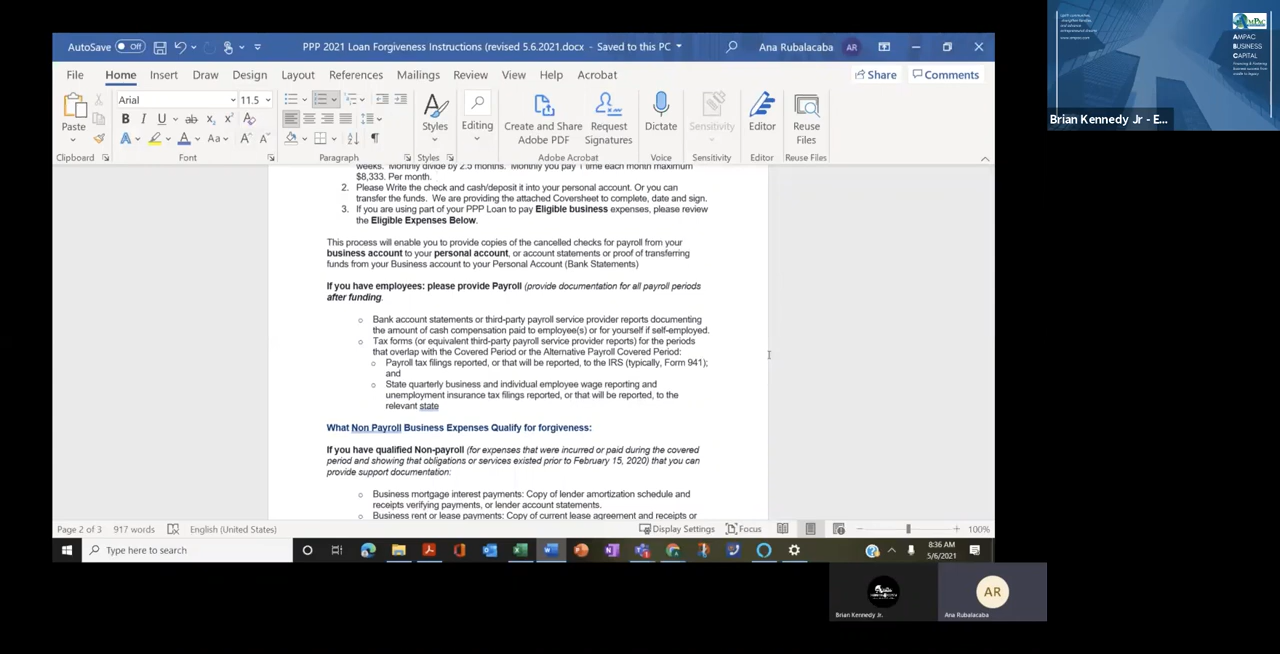 AutoSave Off
PPP 2021 Loan Forgiveness Instructions (revised 5.6.2021.docx - Saved to this PC
Ana Rubalacaba AR
File Home Insert Draw Design Layout References Mailings Review View Help Acrobat
Share Comments
Arial 11.5
Paste
Styles
Editing
Create and Share Adobe PDF
Request Signatures
Dictate
Sensitivity
Editor
Reuse Files
Clipboard Font Paragraph Styles Adobe Acrobat Voice Sensitivity Editor Reuse Files
weeks. Monthly divide by 2.5 months. Monthly you pay 1 time each month maximum
$8,333. Per month.
2. Please Write the check and cash/deposit it into your personal account. Or you can
transfer the funds. We are providing the attached Coversheet to complete, date and sign.
3. If you are using part of your PPP Loan to pay Eligible business expenses, please review
the Eligible Expenses Below.
This process will enable you to provide copies of the cancelled checks for payroll from your
business account to your personal account, or account statements or proof of transferring
funds from your Business account to your Personal Account (Bank Statements)
If you have employees: please provide Payroll (provide documentation for all payroll periods
after funding.
o Bank account statements or third-party payroll service provider reports documenting
the amount of cash compensation paid to employee(s) or for yourself if self-employed.
o Tax forms (or equivalent third-party payroll service provider reports) for the periods
that overlap with the Covered Period or the Alternative Payroll Covered Period:
o Payroll tax filings reported, or that will be reported, to the IRS (typically, Form 941);
and
o State quarterly business and individual employee wage reporting and
unemployment insurance tax filings reported, or that will be reported, to the
relevant state
What Non Payroll Business Expenses Qualify for forgiveness:
If you have qualified Non-payroll (for expenses that were incurred or paid during the covered
period and showing that obligations or services existed prior to February 15, 2020) that you can
provide support documentation:
o Business mortgage interest payments: Copy of lender amortization schedule and
receipts verifying payments, or lender account statements.
o Business rent or lease payments: Copy of current lease agreement and receipts or
Page 2 of 3 917 words English (United States)
Display Settings Focus 100%
Type here to search
8:36 AM
5/6/2021
AMPAC
BUSINESS
CAPITAL
www.ampac.com
Brian Kennedy Jr - E...
Brian Kennedy Jr.
AR
Ana Rubalacaba